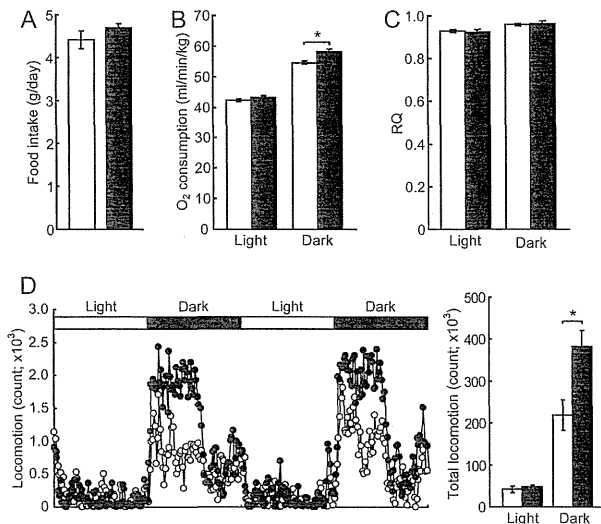 A
Food intake (g/day)
5
4
3
2
1
0
B
O2 consumption (ml/min/kg)
70
60
50
40
30
20
10
0
*
Light Dark
C
RQ
1.0
0.8
0.6
0.4
0.2
0
Light Dark
D
Locomotion (count; x10³)
3.0
2.5
2.0
1.5
1.0
0.5
0
Light Dark Light Dark
Total locomotion (count; x10³)
500
400
300
200
100
0
*
Light Dark